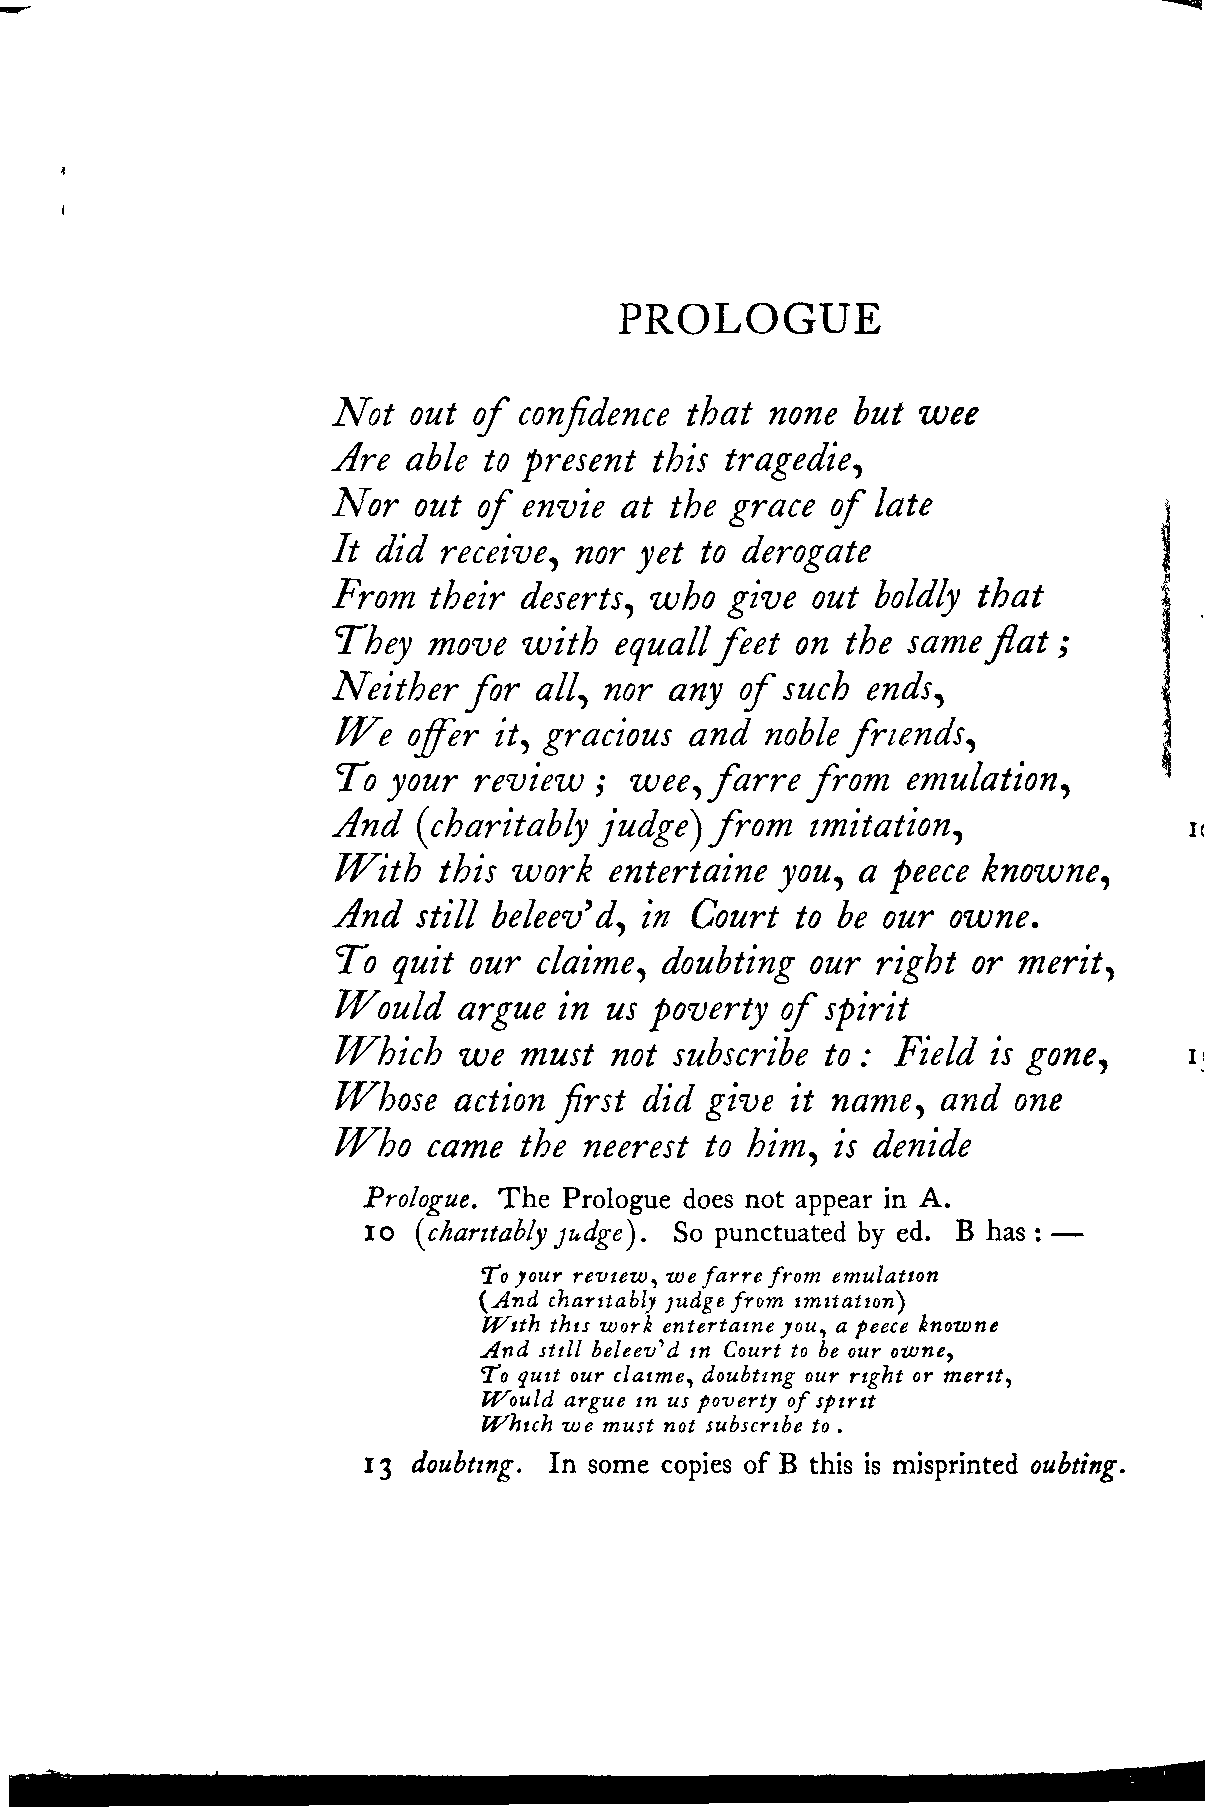 PROLOGUE
Not out of confidence that none but wee
Are able to present this tragedie,
Nor out of envie at the grace of late
It did receive, nor yet to derogate
From their deserts, who give out boldly that
They move with equall feet on the same flat ;
Neither for all, nor any of such ends,
We offer it, gracious and noble friends,
To your review ; wee, farre from emulation,
And (charitably judge) from imitation,
With this work entertaine you, a peece knowne,
And still beleev'd, in Court to be our owne.
To quit our claime, doubting our right or merit,
Would argue in us poverty of spirit
Which we must not subscribe to : Field is gone,
Whose action first did give it name, and one
Who came the neerest to him, is denide
Prologue. The Prologue does not appear in A.
10 (charitably judge). So punctuated by ed. B has : —
To your review, we farre from emulation
(And charitably judge from imitation)
With this work entertaine you, a peece knowne
And still beleev'd in Court to be our owne,
To quit our claime, doubting our right or merit,
Would argue in us poverty of spirit
Which we must not subscribe to .
13 doubting. In some copies of B this is misprinted oubting.